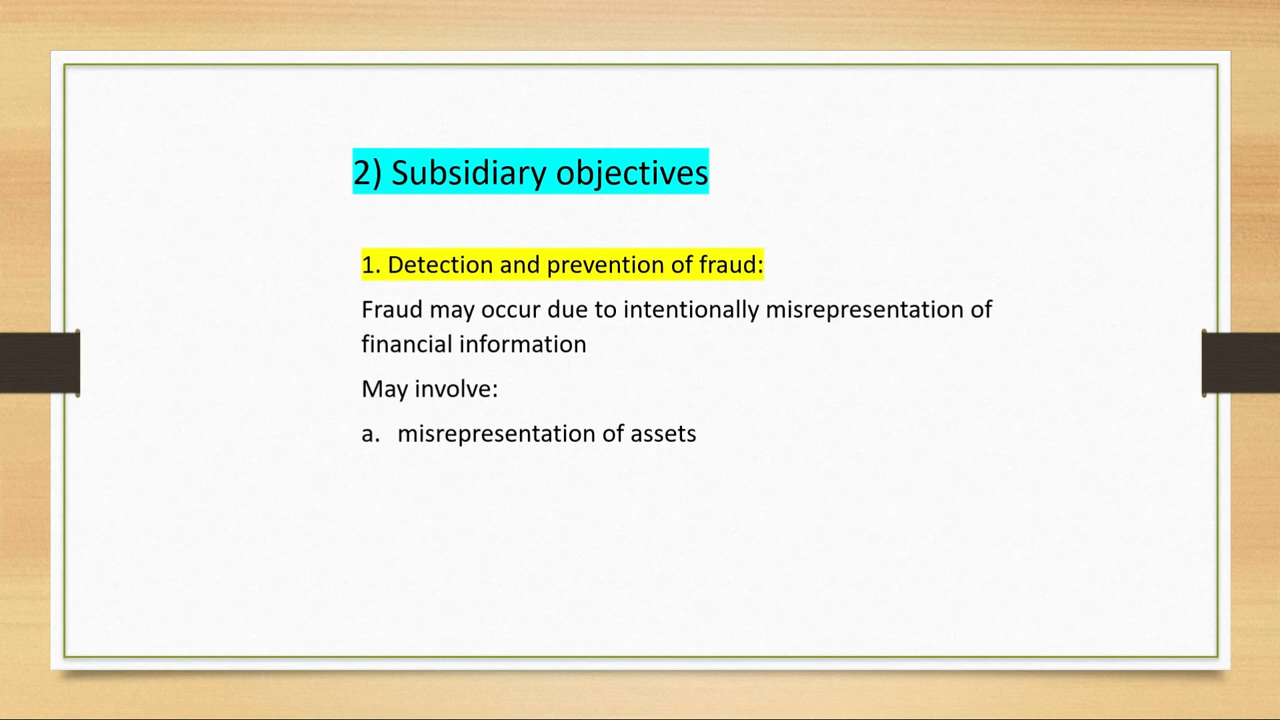 2) Subsidiary objectives
1. Detection and prevention of fraud:
Fraud may occur due to intentionally misrepresentation of
financial information
May involve:
a. misrepresentation of assets